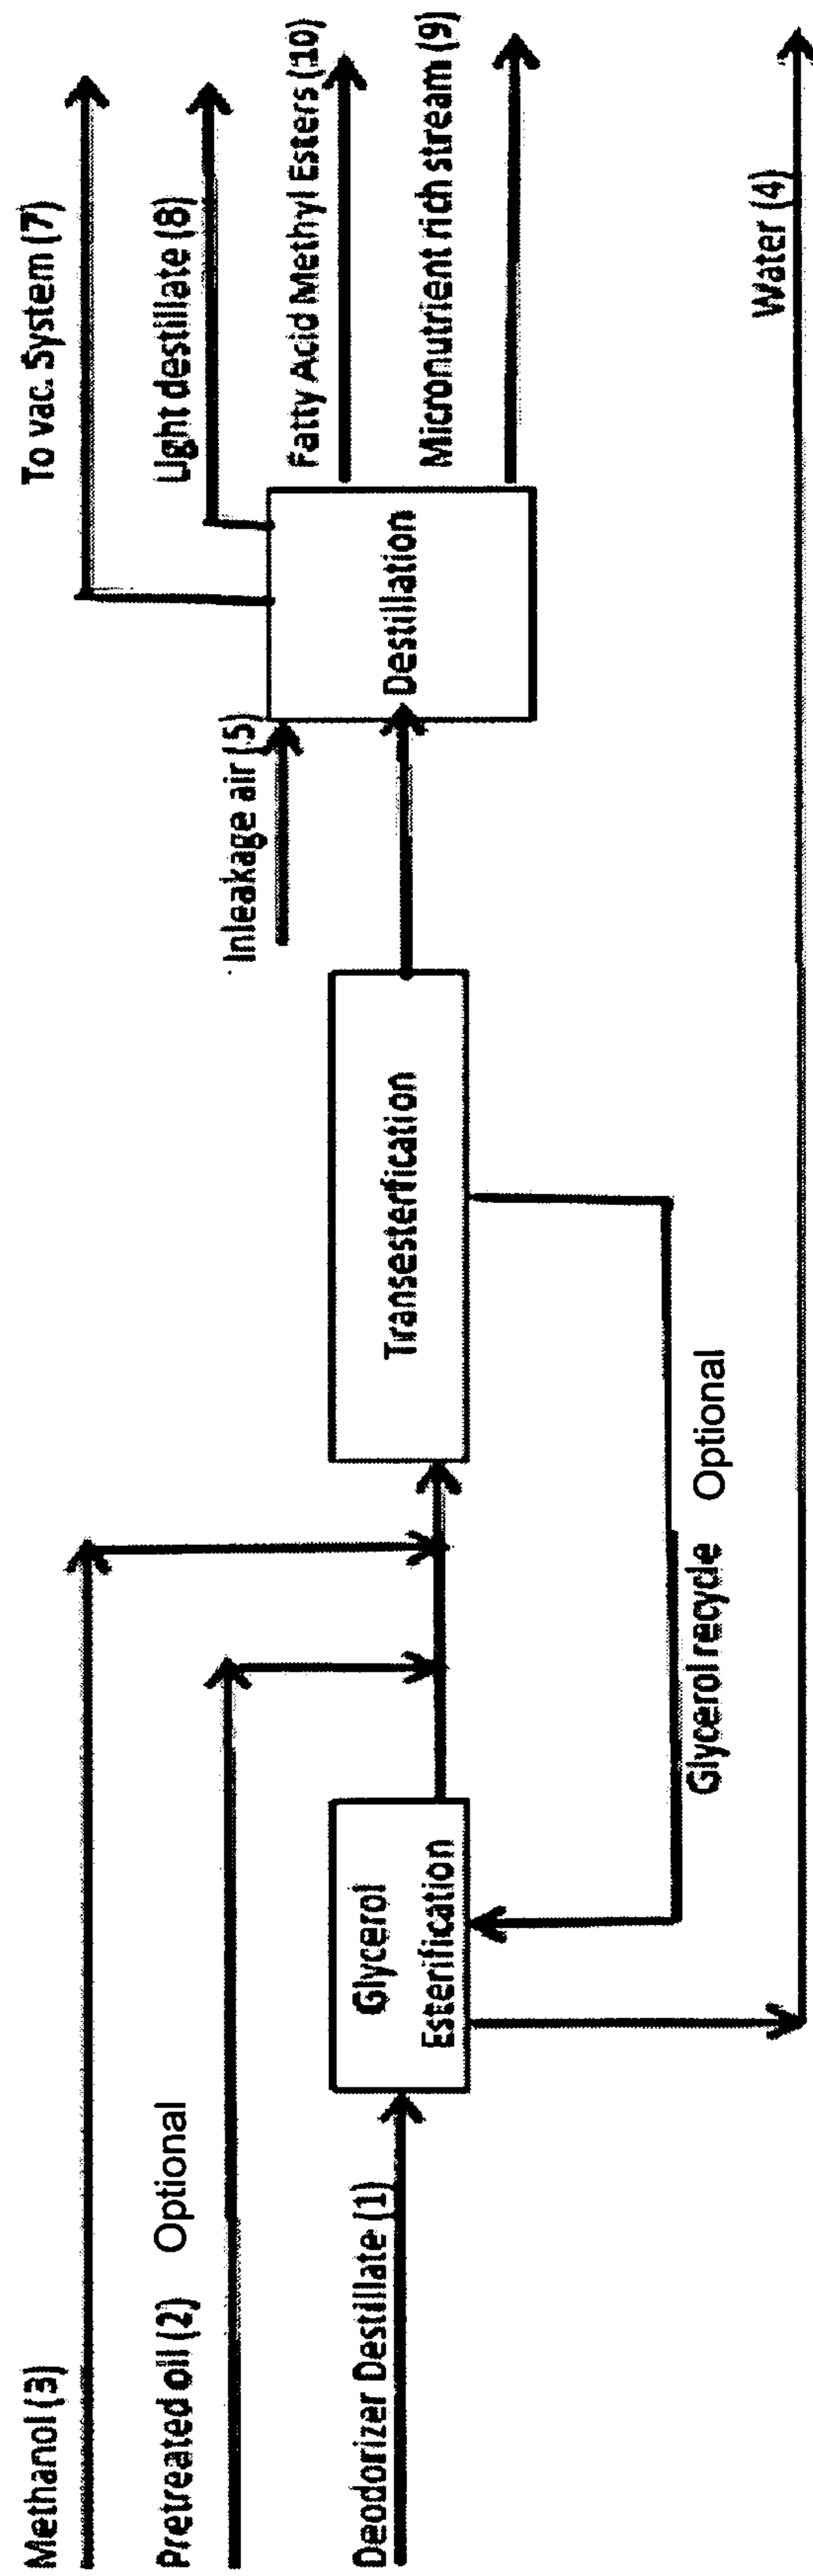 Methanol (3)
Pretreated oil (2) Optional
Deodorizer Destillate (1)
Glycerol
Esterification
Glycerol recycle Optional
Transesterfication
Inleakage air (5)
Destillation
To vac. System (7)
Light destillate (8)
Fatty Acid Methyl Esters (10)
Micronutrient rich stream (9)
Water (4)